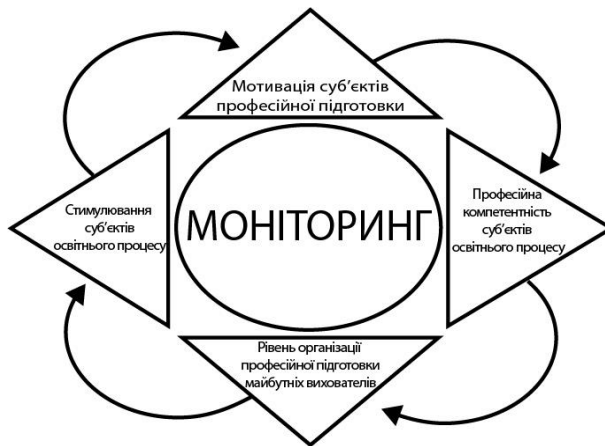 Мотивація суб’єктів
професійної підготовки
Стимулювання
суб’єктів
освітнього процесу
МОНІТОРИНГ
Професійна
компетентність
суб’єктів
освітнього процесу
Рівень організації
професійної підготовки
майбутніх вихователів